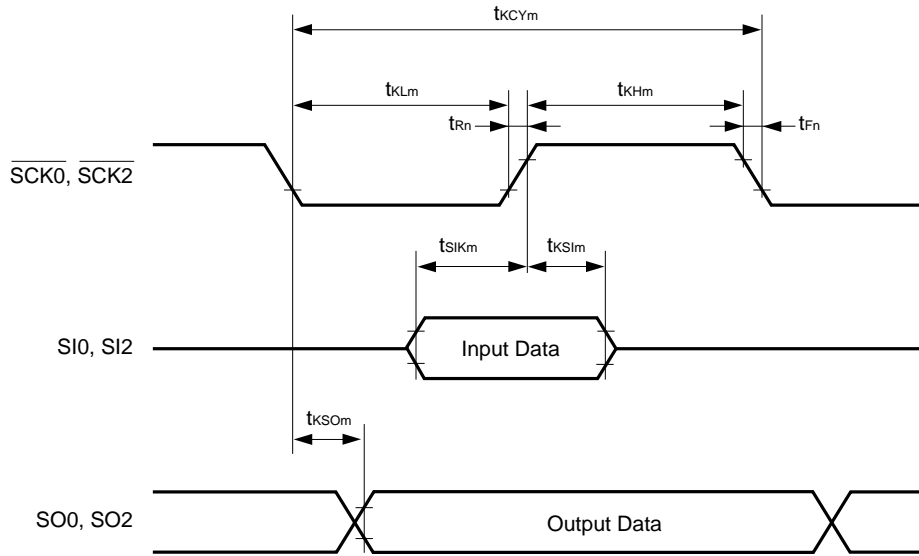 tKCYm
tKLm
tKHm
tRn
tFn
SCK0, SCK2
tSIKm
tKSIm
SI0, SI2
Input Data
tKSOm
SO0, SO2
Output Data